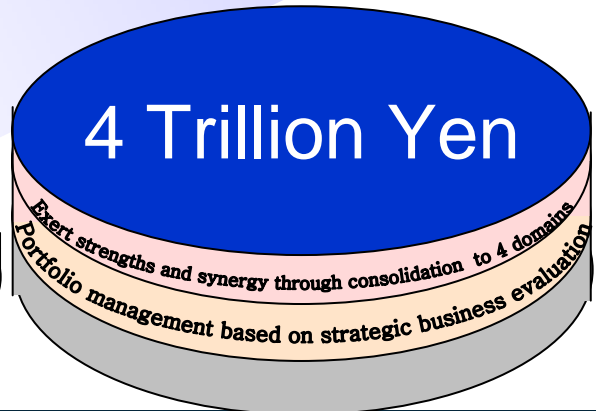 4 Trillion Yen
Exert strengths and synergy through consolidation to 4 domains
Portfolio management based on strategic business evaluation